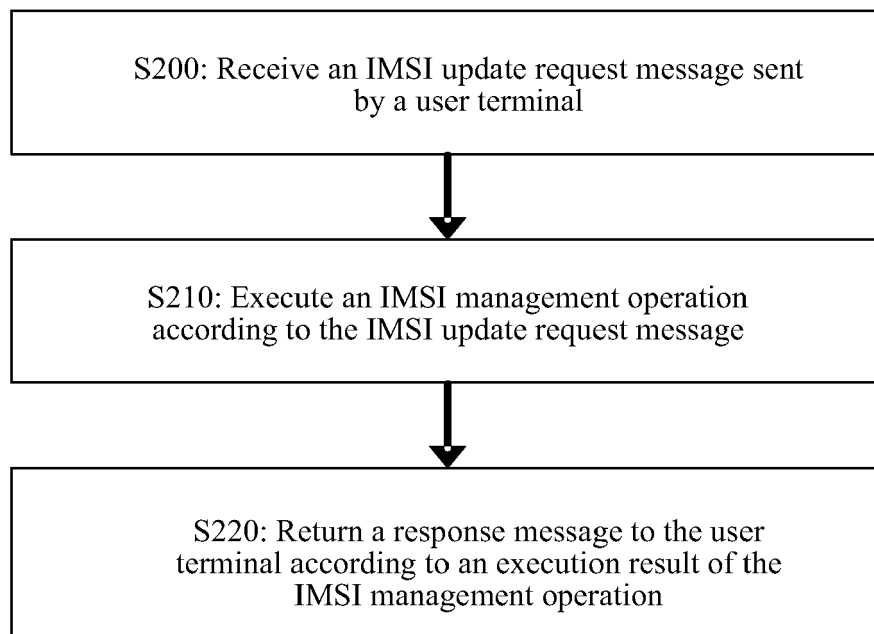 S200: Receive an IMSI update request message sent
by a user terminal
S210: Execute an IMSI management operation
according to the IMSI update request message
S220: Return a response message to the user
terminal according to an execution result of the
IMSI management operation